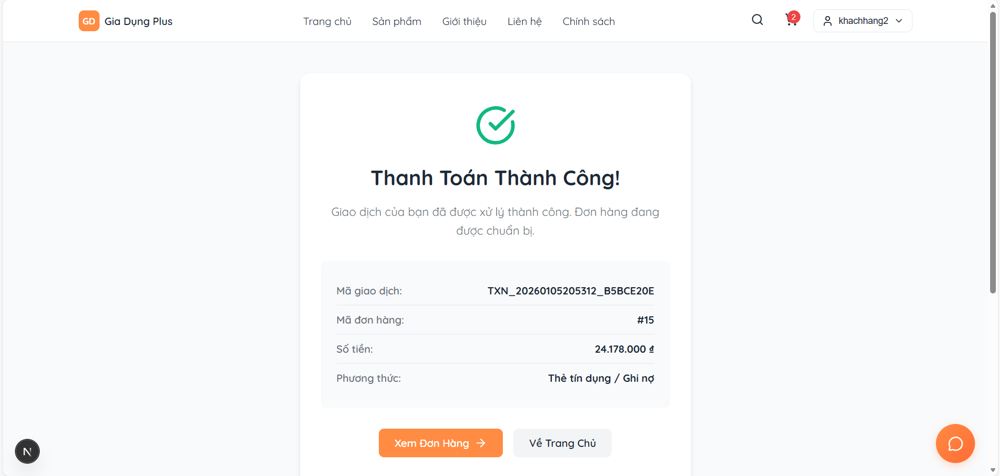 GD Gia Dụng Plus Trang chủ Sản phẩm Giới thiệu Liên hệ Chính sách 2 khachhang2
Thanh Toán Thành Công!
Giao dịch của bạn đã được xử lý thành công. Đơn hàng đang
được chuẩn bị.
Mã giao dịch: TXN_20260105205312_B5BCE20E
Mã đơn hàng: #15
Số tiền: 24.178.000 ₫
Phương thức: Thẻ tín dụng / Ghi nợ
Xem Đơn Hàng → Về Trang Chủ
N